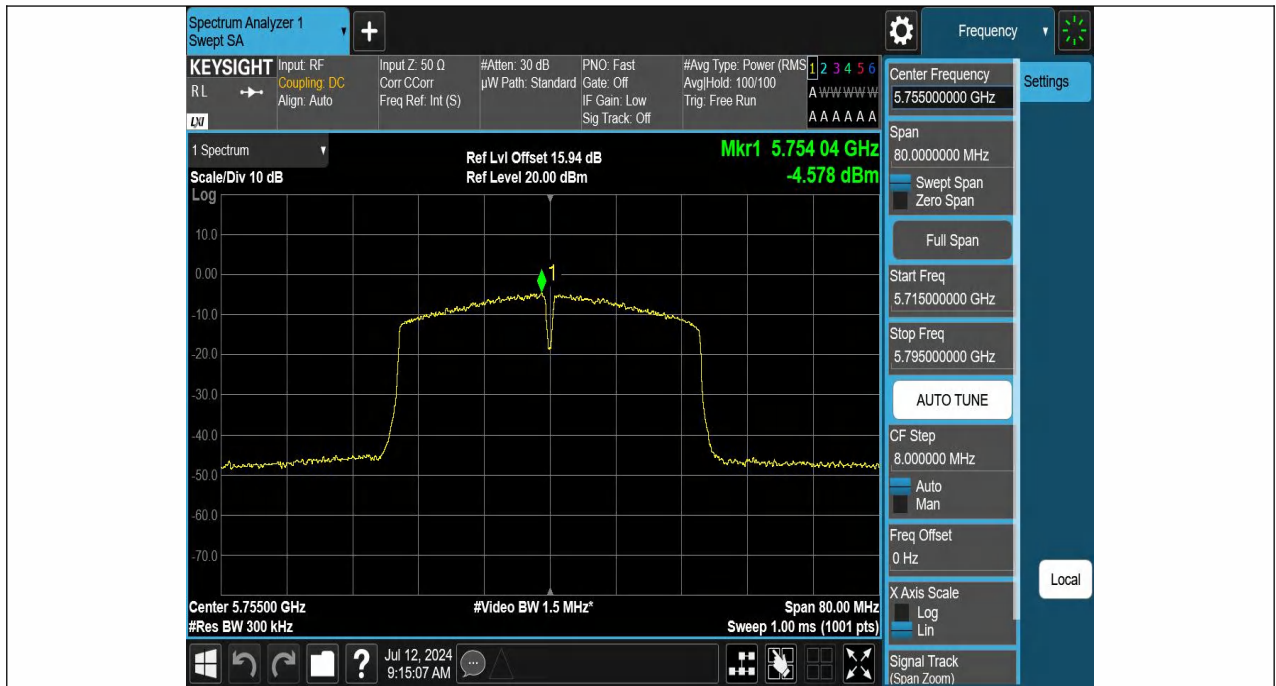 Spectrum Analyzer 1
Swept SA
+
Frequency
KEYSIGHT
RL
LXI
Input: RF
Coupling: DC
Align: Auto
Input Z: 50 Ω
Corr CCorr
Freq Ref: Int (S)
#Atten: 30 dB
µW Path: Standard
PNO: Fast
Gate: Off
IF Gain: Low
Sig Track: Off
#Avg Type: Power (RMS
Avg|Hold: 100/100
Trig: Free Run
1 2 3 4 5 6
A W W W W W
A A A A A A
1 Spectrum
Scale/Div 10 dB
Log
Ref Lvl Offset 15.94 dB
Ref Level 20.00 dBm
Mkr1 5.754 04 GHz
-4.578 dBm
10.0
0.00
-10.0
-20.0
-30.0
-40.0
-50.0
-60.0
-70.0
1
Center 5.75500 GHz
#Res BW 300 kHz
#Video BW 1.5 MHz*
Span 80.00 MHz
Sweep 1.00 ms (1001 pts)
Center Frequency
5.755000000 GHz
Settings
Span
80.0000000 MHz
Swept Span
Zero Span
Full Span
Start Freq
5.715000000 GHz
Stop Freq
5.795000000 GHz
AUTO TUNE
CF Step
8.000000 MHz
Auto
Man
Freq Offset
0 Hz
X Axis Scale
Log
Lin
Signal Track
(Span Zoom)
Local
?
Jul 12, 2024
9:15:07 AM